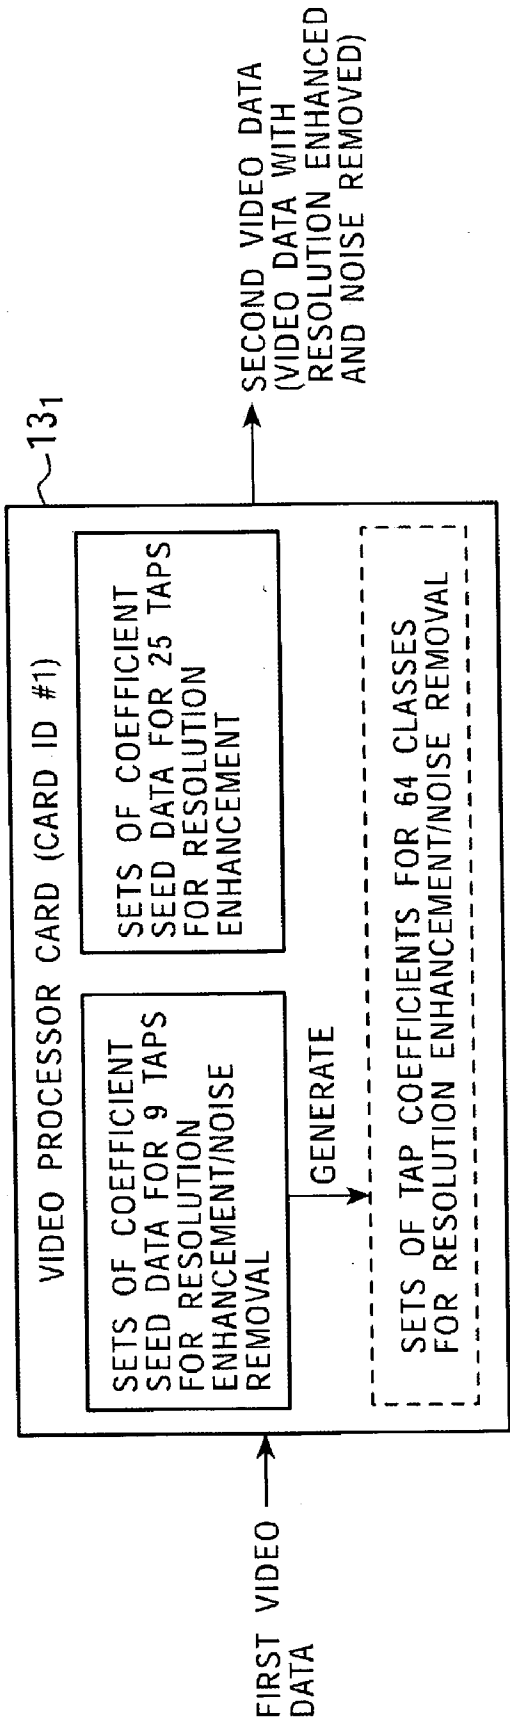 FIRST VIDEO
DATA
VIDEO PROCESSOR CARD (CARD ID #1)
13₁
SETS OF COEFFICIENT
SEED DATA FOR 9 TAPS
FOR RESOLUTION
ENHANCEMENT/NOISE
REMOVAL
SETS OF COEFFICIENT
SEED DATA FOR 25 TAPS
FOR RESOLUTION
ENHANCEMENT
GENERATE
SETS OF TAP COEFFICIENTS FOR 64 CLASSES
FOR RESOLUTION ENHANCEMENT/NOISE REMOVAL
SECOND VIDEO DATA
(VIDEO DATA WITH
RESOLUTION ENHANCED
AND NOISE REMOVED)